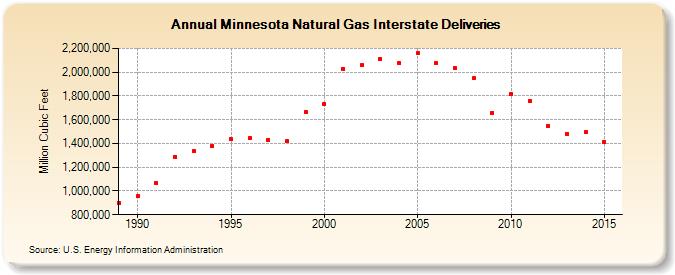 Annual Minnesota Natural Gas Interstate Deliveries
Million Cubic Feet
2,200,000
2,000,000
1,800,000
1,600,000
1,400,000
1,200,000
1,000,000
800,000
1990 1995 2000 2005 2010 2015
Source: U.S. Energy Information Administration